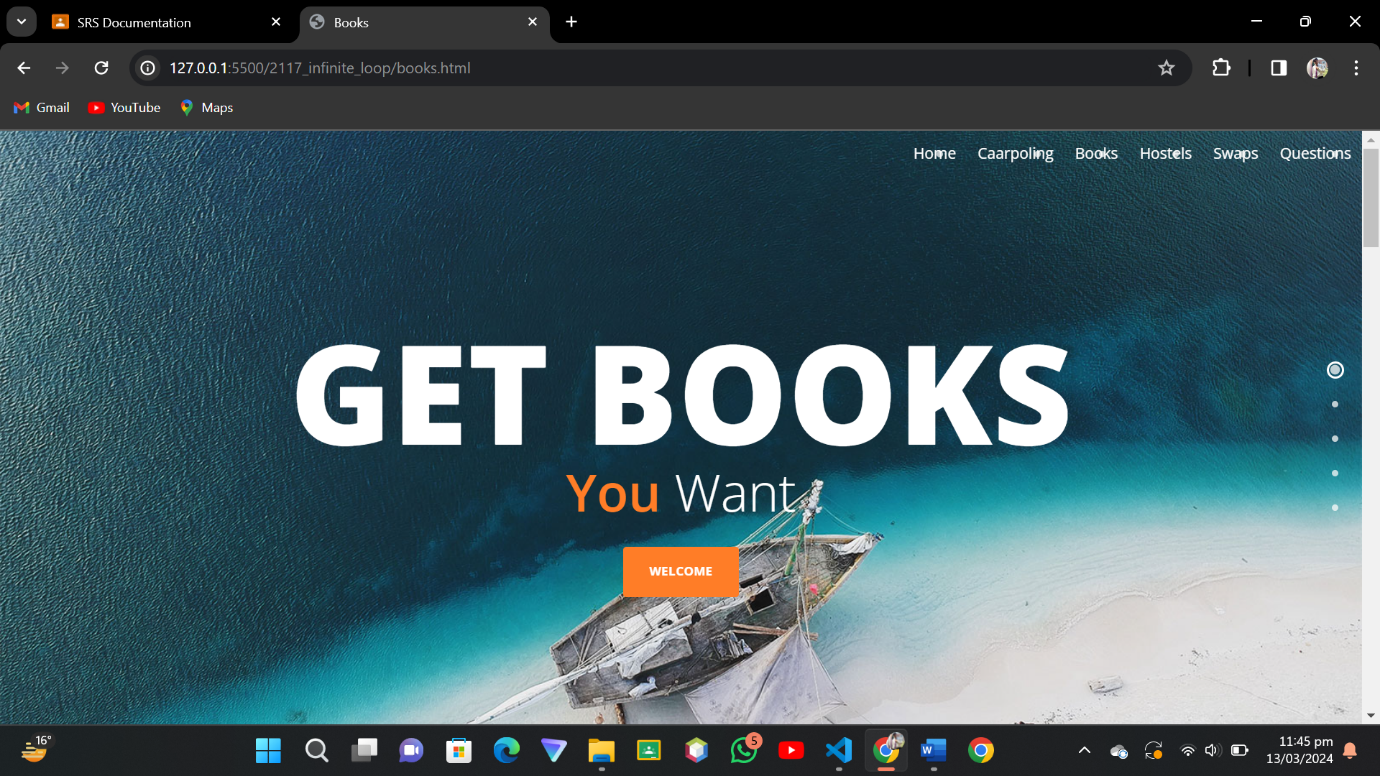 SRS Documentation
Books
127.0.0.1:5500/2117_infinite_loop/books.html
Gmail YouTube Maps
Home Caarpoling Books Hostels Swaps Questions
GET BOOKS
You Want
WELCOME
16°
5
W
11:45 pm
13/03/2024